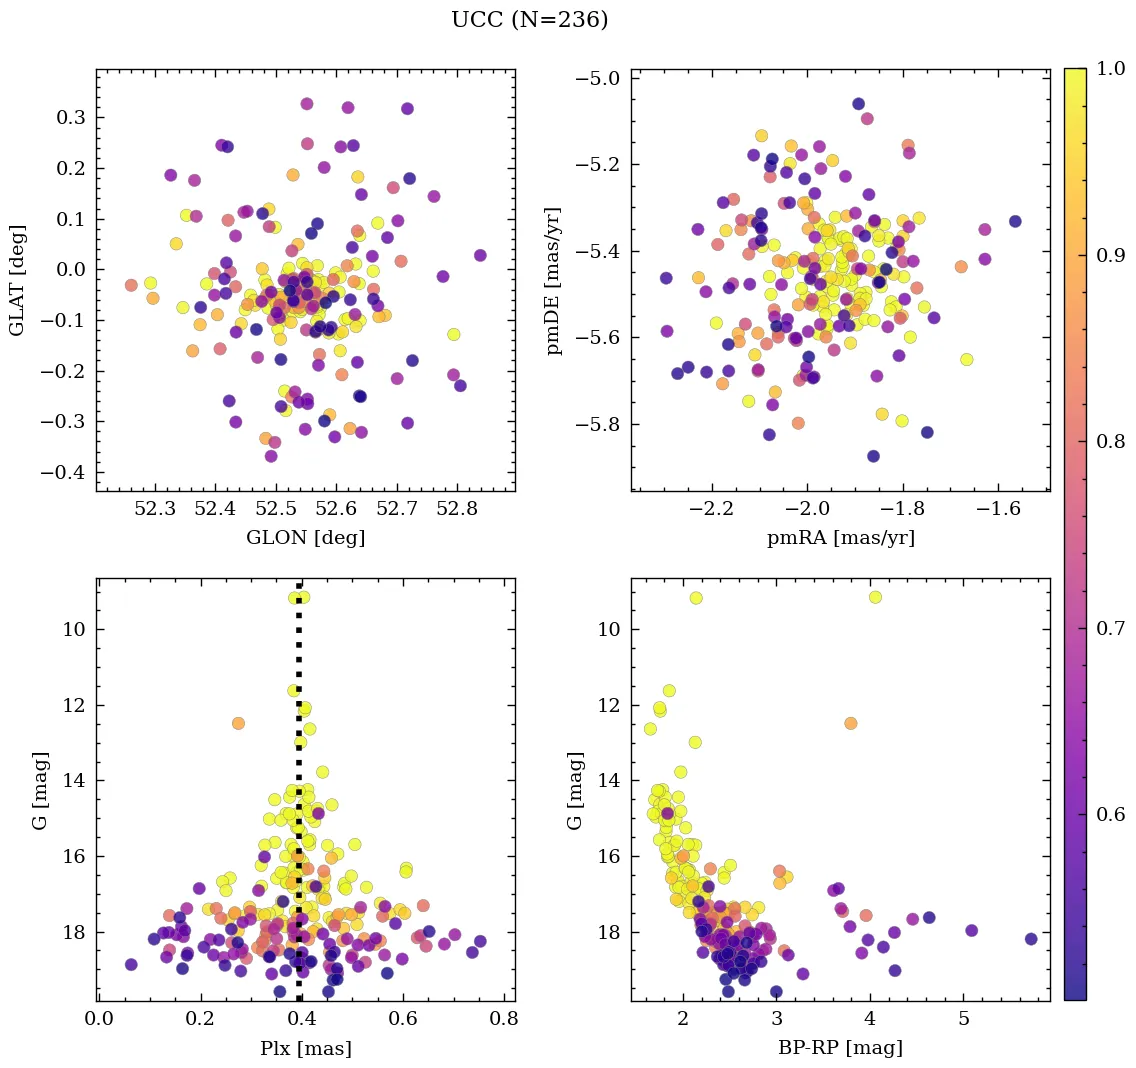 UCC (N=236)
0.3
0.2
0.1
0.0
−0.1
−0.2
−0.3
−0.4
GLAT [deg]
52.3 52.4 52.5 52.6 52.7 52.8
GLON [deg]
−5.0
−5.2
−5.4
−5.6
−5.8
pmDE [mas/yr]
−2.2 −2.0 −1.8 −1.6
pmRA [mas/yr]
1.0
0.9
0.8
0.7
0.6
10
12
14
16
18
G [mag]
0.0 0.2 0.4 0.6 0.8
Plx [mas]
10
12
14
16
18
G [mag]
2 3 4 5
BP-RP [mag]